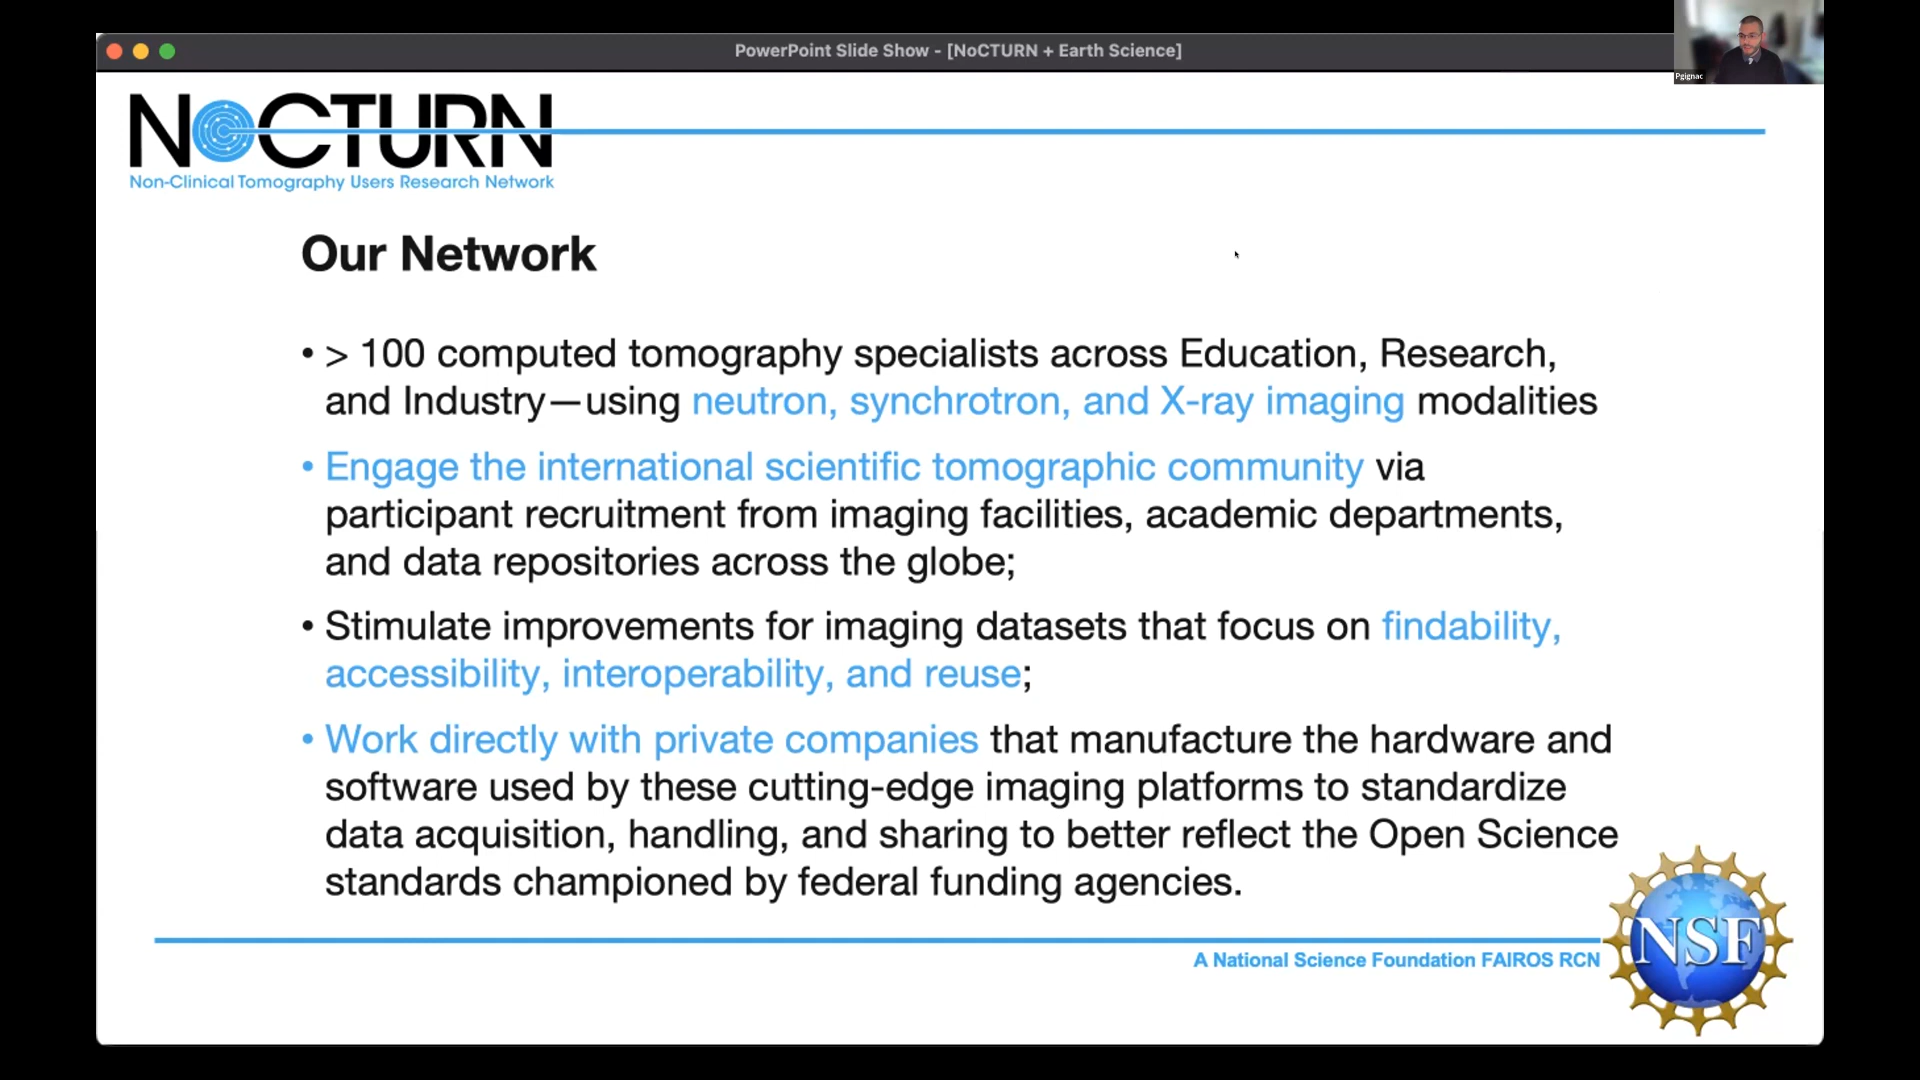 PowerPoint Slide Show - [NoCTURN + Earth Science]
Pgignac
NoCTURN
Non-Clinical Tomography Users Research Network
Our Network
• > 100 computed tomography specialists across Education, Research,
and Industry—using neutron, synchrotron, and X-ray imaging modalities
• Engage the international scientific tomographic community via
participant recruitment from imaging facilities, academic departments,
and data repositories across the globe;
• Stimulate improvements for imaging datasets that focus on findability,
accessibility, interoperability, and reuse;
• Work directly with private companies that manufacture the hardware and
software used by these cutting-edge imaging platforms to standardize
data acquisition, handling, and sharing to better reflect the Open Science
standards championed by federal funding agencies.
A National Science Foundation FAIROS RCN
NSF